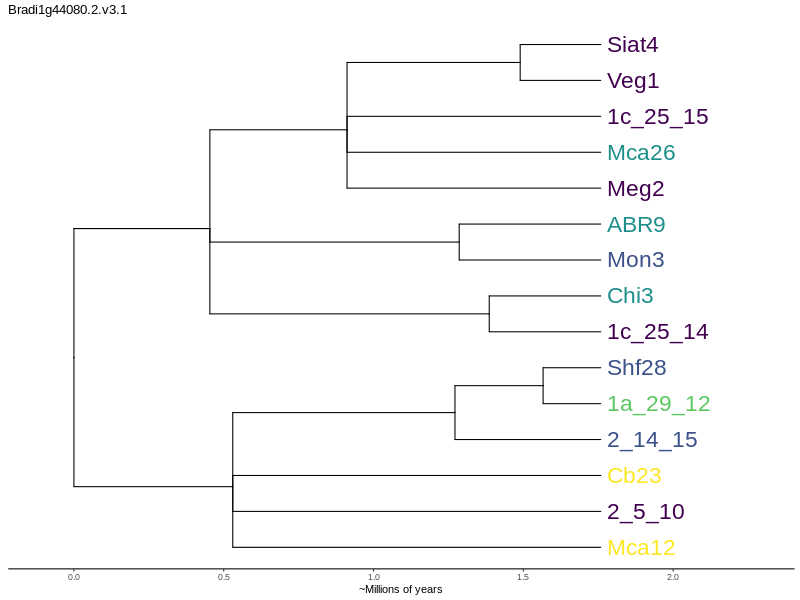 Bradi1g44080.2.v3.1
Siat4
Veg1
1c_25_15
Mca26
Meg2
ABR9
Mon3
Chi3
1c_25_14
Shf28
1a_29_12
2_14_15
Cb23
2_5_10
Mca12
0.0 0.5 1.0 1.5 2.0
~Millions of years